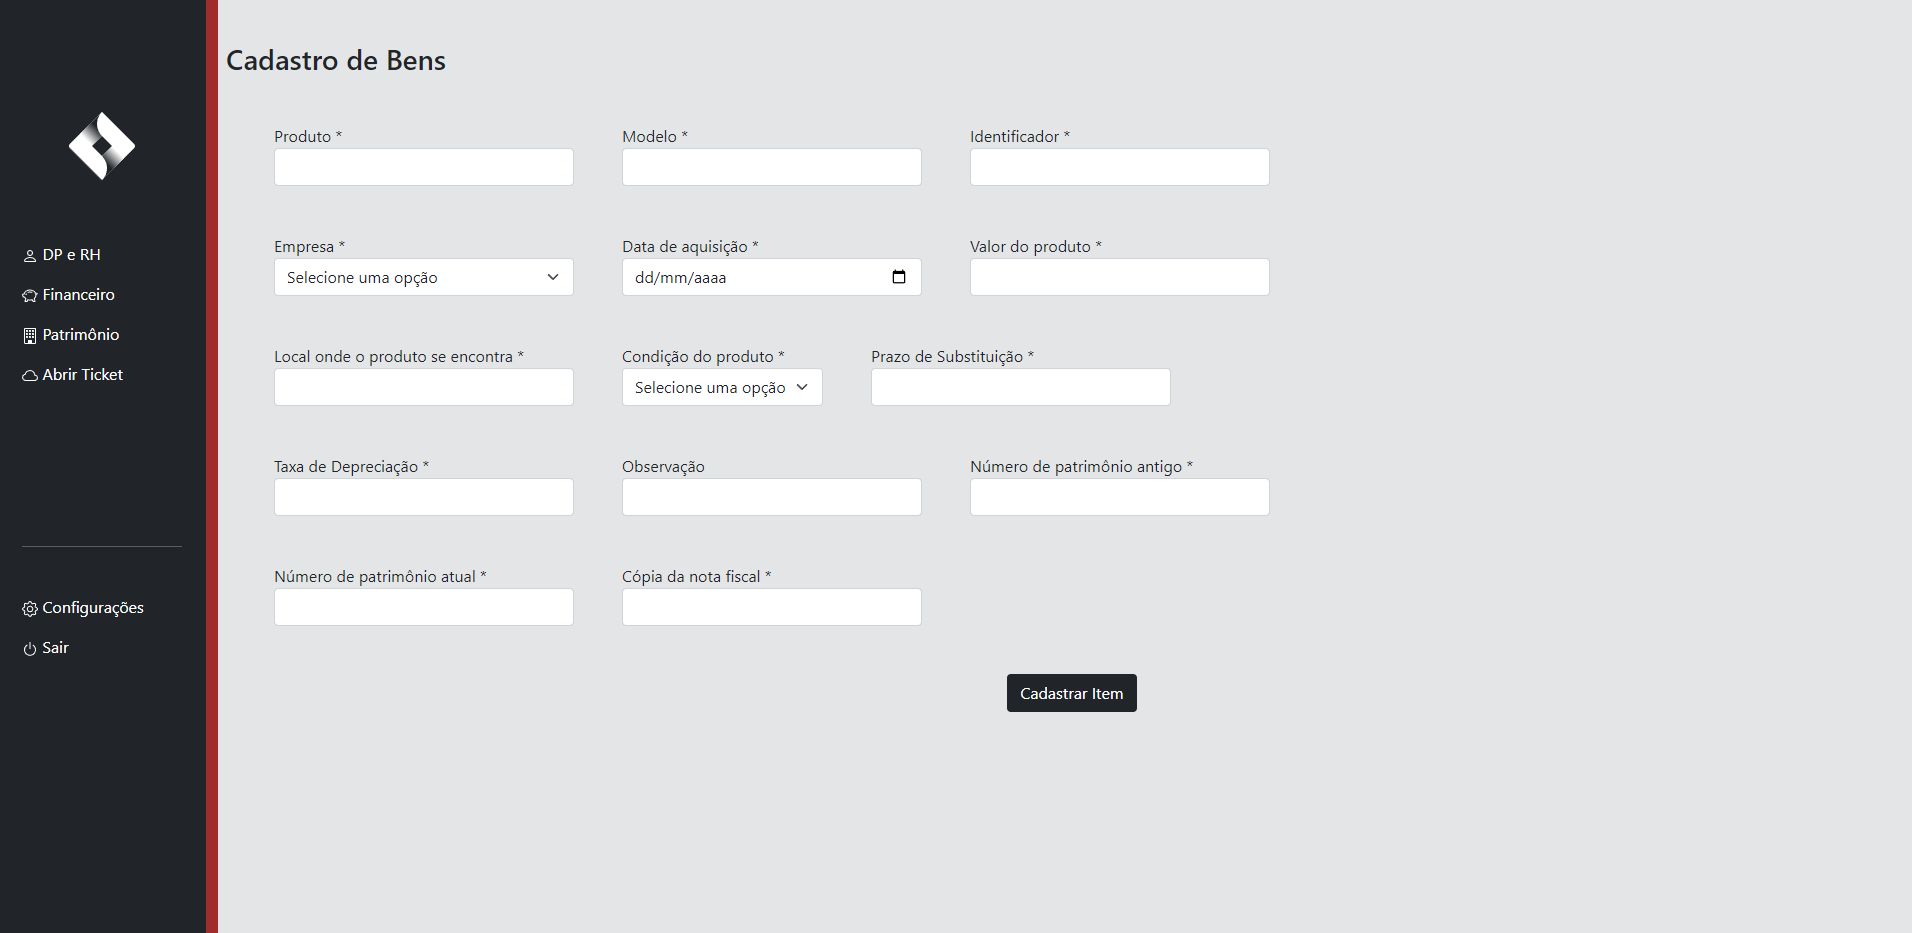 DP e RH
Financeiro
Patrimônio
Abrir Ticket
Configurações
Sair
Cadastro de Bens
Produto *
Modelo *
Identificador *
Empresa *
Selecione uma opção
Data de aquisição *
dd/mm/aaaa
Valor do produto *
Local onde o produto se encontra *
Condição do produto *
Selecione uma opção
Prazo de Substituição *
Taxa de Depreciação *
Observação
Número de patrimônio antigo *
Número de patrimônio atual *
Cópia da nota fiscal *
Cadastrar Item